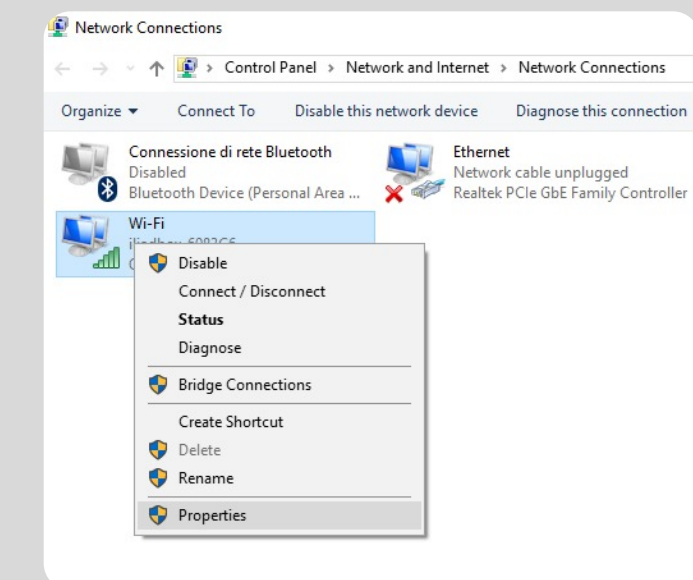 Network Connections
Control Panel > Network and Internet > Network Connections
Organize Connect To Disable this network device Diagnose this connection
Connessione di rete Bluetooth
Disabled
Bluetooth Device (Personal Area ...
Ethernet
Network cable unplugged
Realtek PCIe GbE Family Controller
Wi-Fi
Disable
Connect / Disconnect
Status
Diagnose
Bridge Connections
Create Shortcut
Delete
Rename
Properties